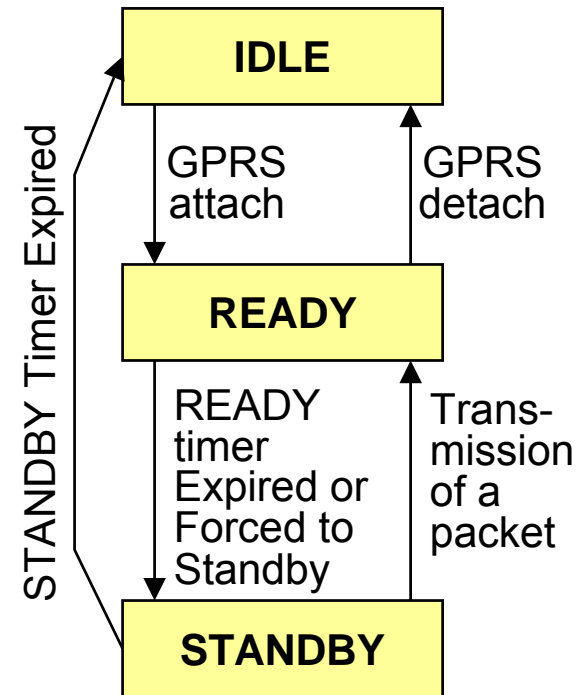 IDLE
STANDBY Timer Expired
GPRS
attach
GPRS
detach
READY
READY
timer
Expired or
Forced to
Standby
Trans-
mission
of a
packet
STANDBY